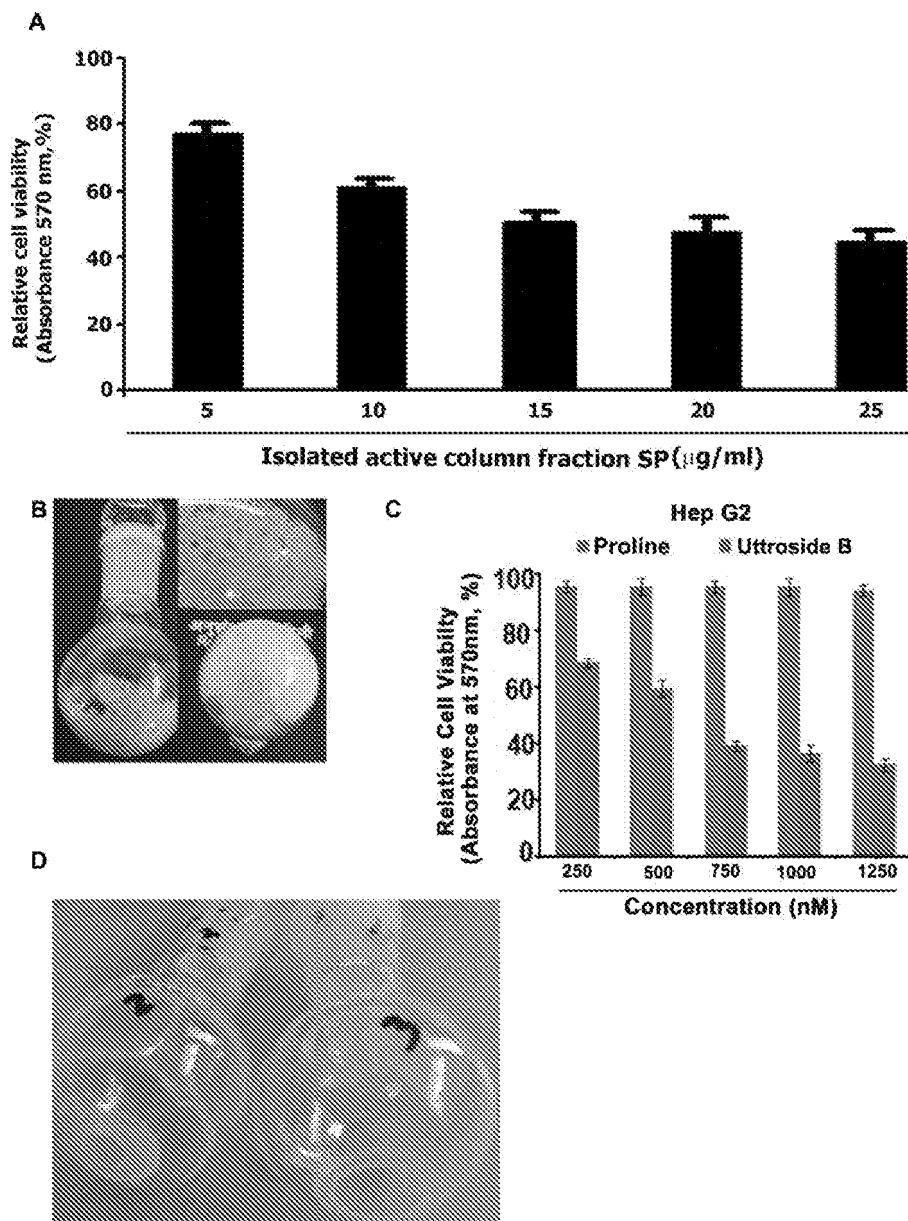 A
Relative cell viability
(Absorbance 570 nm,%)
100
80
60
40
20
0
5 10 15 20 25
Isolated active column fraction SP(μg/ml)
B
C
Hep G2
Proline Uttroside B
Relative Cell Viabilty
(Absorbance at 570nm, %)
100
80
60
40
20
0
250 500 750 1000 1250
Concentration (nM)
D